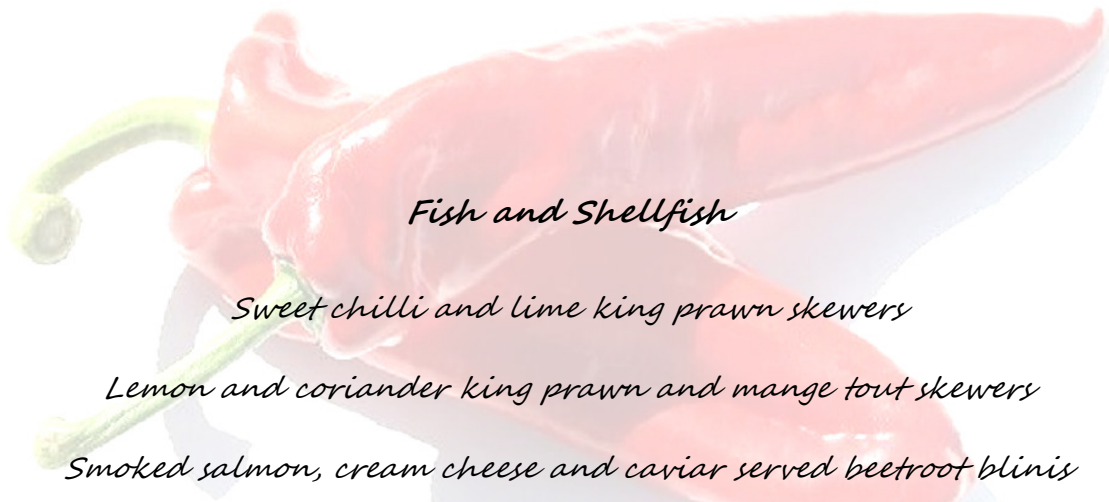 Fish and Shellfish
Sweet chilli and lime king prawn skewers
Lemon and coriander king prawn and mange tout skewers
Smoked salmon, cream cheese and caviar served beetroot blinis